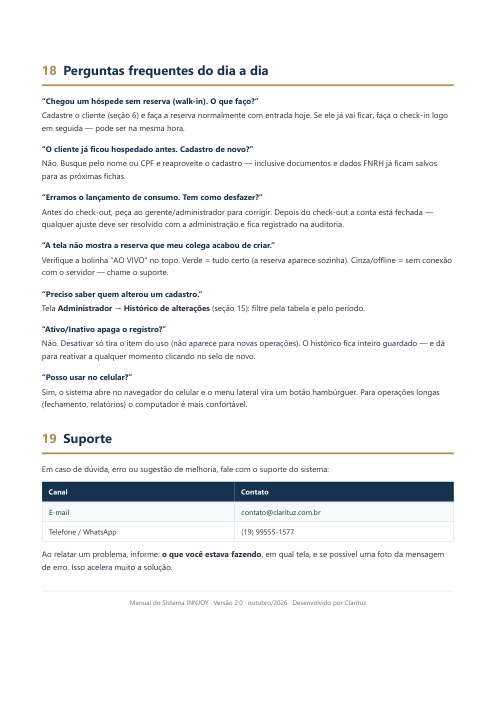 18 Perguntas frequentes do dia a dia
"Chegou um hóspede sem reserva (walk-in). O que faço?"
Cadastre o cliente (seção 6) e faça a reserva normalmente com entrada hoje. Se ele já vai ficar, faça o check-in logo
em seguida — pode ser na mesma hora.
"O cliente já ficou hospedado antes. Cadastro de novo?"
Não. Busque pelo nome ou CPF e reaproveite o cadastro — inclusive documentos e dados FNRH já ficam salvos
para as próximas fichas.
"Erramos o lançamento de consumo. Tem como desfazer?"
Antes do check-out, peça ao gerente/administrador para corrigir. Depois do check-out a conta está fechada —
qualquer ajuste deve ser resolvido com a administração e fica registrado na auditoria.
"A tela não mostra a reserva que meu colega acabou de criar."
Verifique a bolinha "AO VIVO" no topo. Verde = tudo certo (a reserva aparece sozinha). Cinza/offline = sem conexão
com o servidor — chame o suporte.
"Preciso saber quem alterou um cadastro."
Tela Administrador → Histórico de alterações (seção 15): filtre pela tabela e pelo período.
"Ativo/Inativo apaga o registro?"
Não. Desativar só tira o item do uso (não aparece para novas operações). O histórico fica inteiro guardado — e dá
para reativar a qualquer momento clicando no selo de novo.
"Posso usar no celular?"
Sim, o sistema abre no navegador do celular e o menu lateral vira um botão hambúrguer. Para operações longas
(fechamento, relatórios) o computador é mais confortável.
19 Suporte
Em caso de dúvida, erro ou sugestão de melhoria, fale com o suporte do sistema:
Canal Contato
E-mail contato@clarituz.com.br
Telefone / WhatsApp (19) 99555-1577
Ao relatar um problema, informe: o que você estava fazendo, em qual tela, e se possível uma foto da mensagem
de erro. Isso acelera muito a solução.
Manual do Sistema INNJOY · Versão 2.0 · outubro/2026 · Desenvolvido por Clarituz